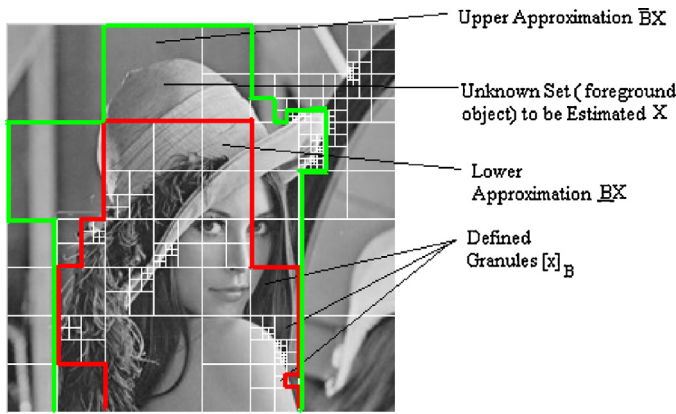 Upper Approximation B̅X
Unknown Set ( foreground
object) to be Estimated X
Lower
Approximation B̲X
Defined
Granules [x]B